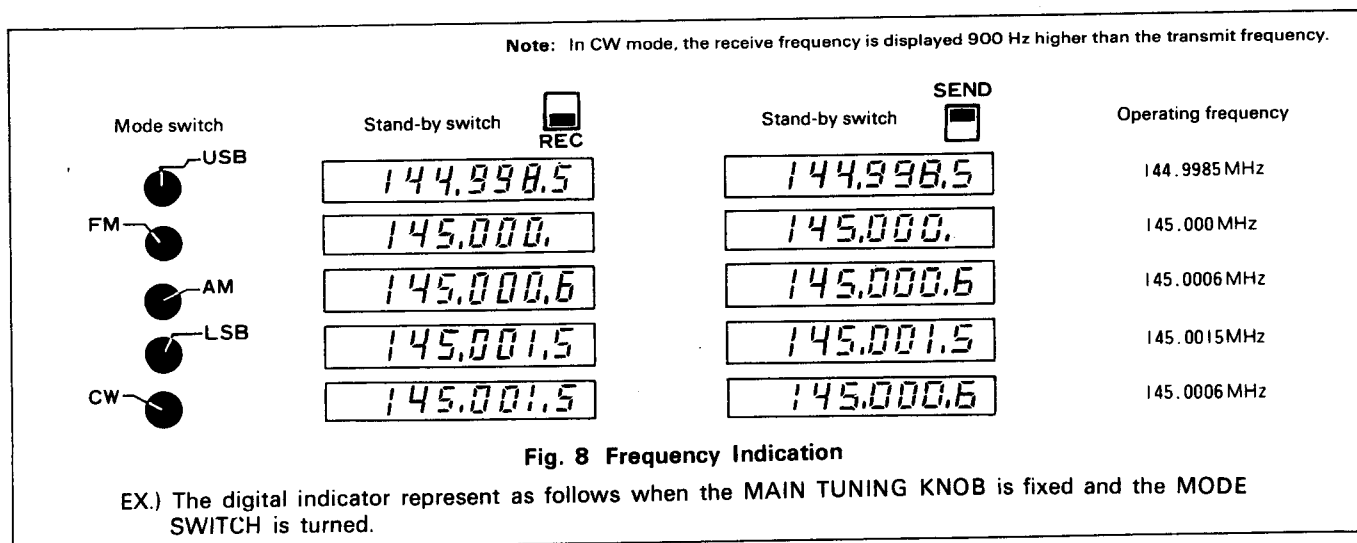 Note: In CW mode, the receive frequency is displayed 900 Hz higher than the transmit frequency.
Mode switch Stand-by switch REC Stand-by switch SEND Operating frequency
USB 144.998.5 144.998.5 144.9985 MHz
FM 145.000. 145.000. 145.000 MHz
AM 145.000.6 145.000.6 145.0006 MHz
LSB 145.001.5 145.001.5 145.0015 MHz
CW 145.001.5 145.000.6 145.0006 MHz
Fig. 8 Frequency Indication
EX.) The digital indicator represent as follows when the MAIN TUNING KNOB is fixed and the MODE
SWITCH is turned.